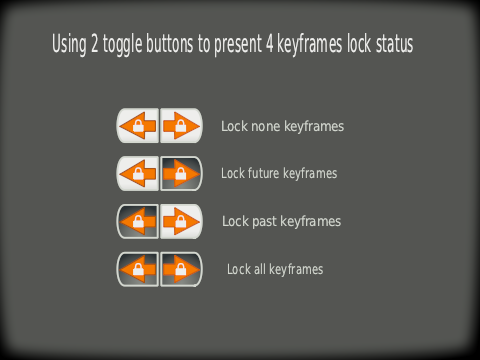 Using 2 toggle buttons to present 4 keyframes lock status
Lock none keyframes
Lock future keyframes
Lock past keyframes
Lock all keyframes